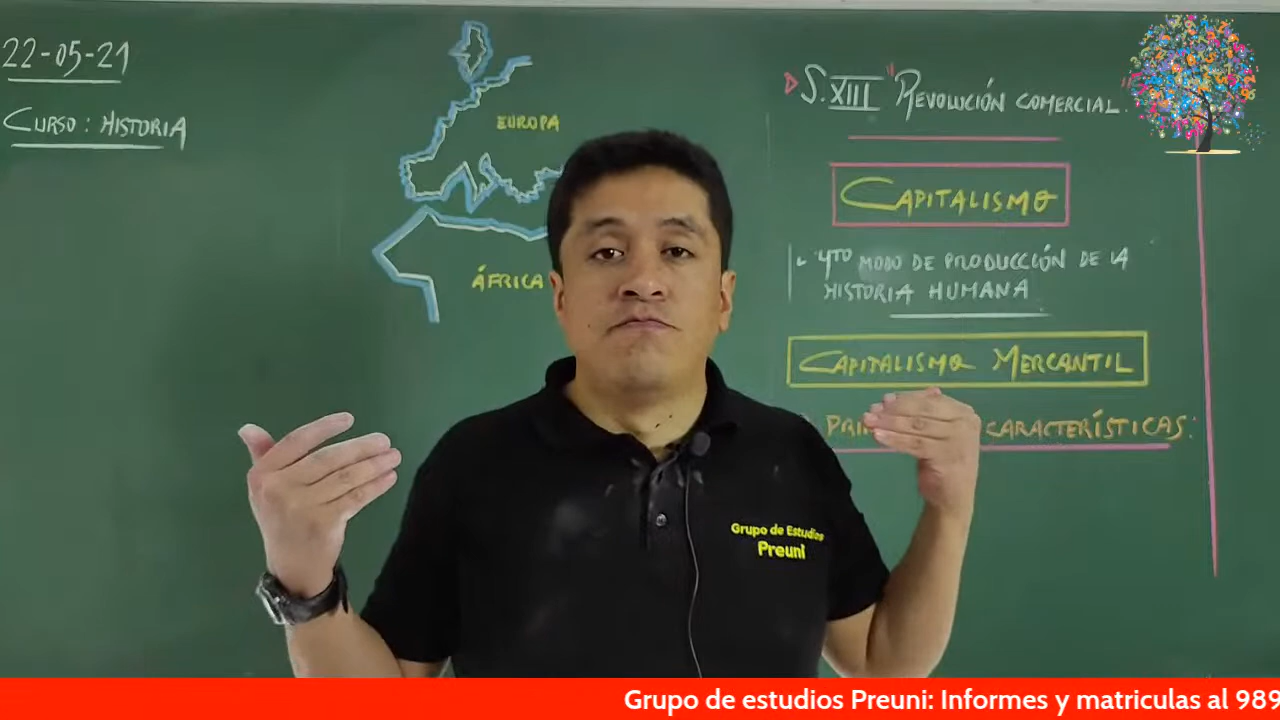 22-05-21
CURSO: HISTORIA
EUROPA
ÁFRICA
S.XIII "REVOLUCIÓN COMERCIAL"
CAPITALISMO
4TO MODO DE PRODUCCIÓN DE LA
HISTORIA HUMANA
CAPITALISMO MERCANTIL
CARACTERÍSTICAS:
Grupo de Estudios
Preuni
Grupo de estudios Preuni: Informes y matriculas al 989